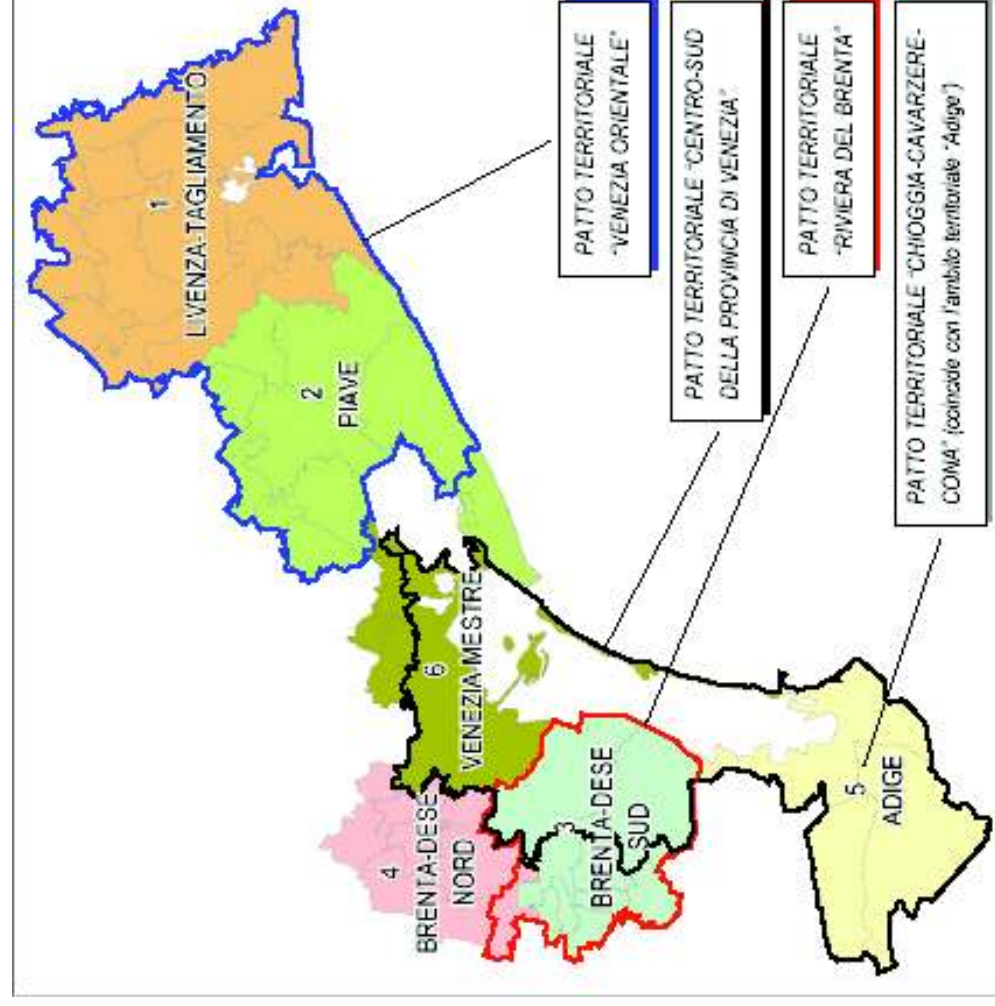 1
LIVENZA-TAGLIAMENTO
2
PIAVE
6
VENEZIA-MESTRE
4
BRENTA-DESE
NORD
3
BRENTA-DESE
SUD
5
ADIGE
PATTO TERRITORIALE
"VENEZIA ORIENTALE"
PATTO TERRITORIALE "CENTRO-SUD
DELLA PROVINCIA DI VENEZIA"
PATTO TERRITORIALE
"RIVIERA DEL BRENTA"
PATTO TERRITORIALE "CHIOGGIA-CAVARZERE-
CONA" (coincide con l'ambito territoriale "Adige")